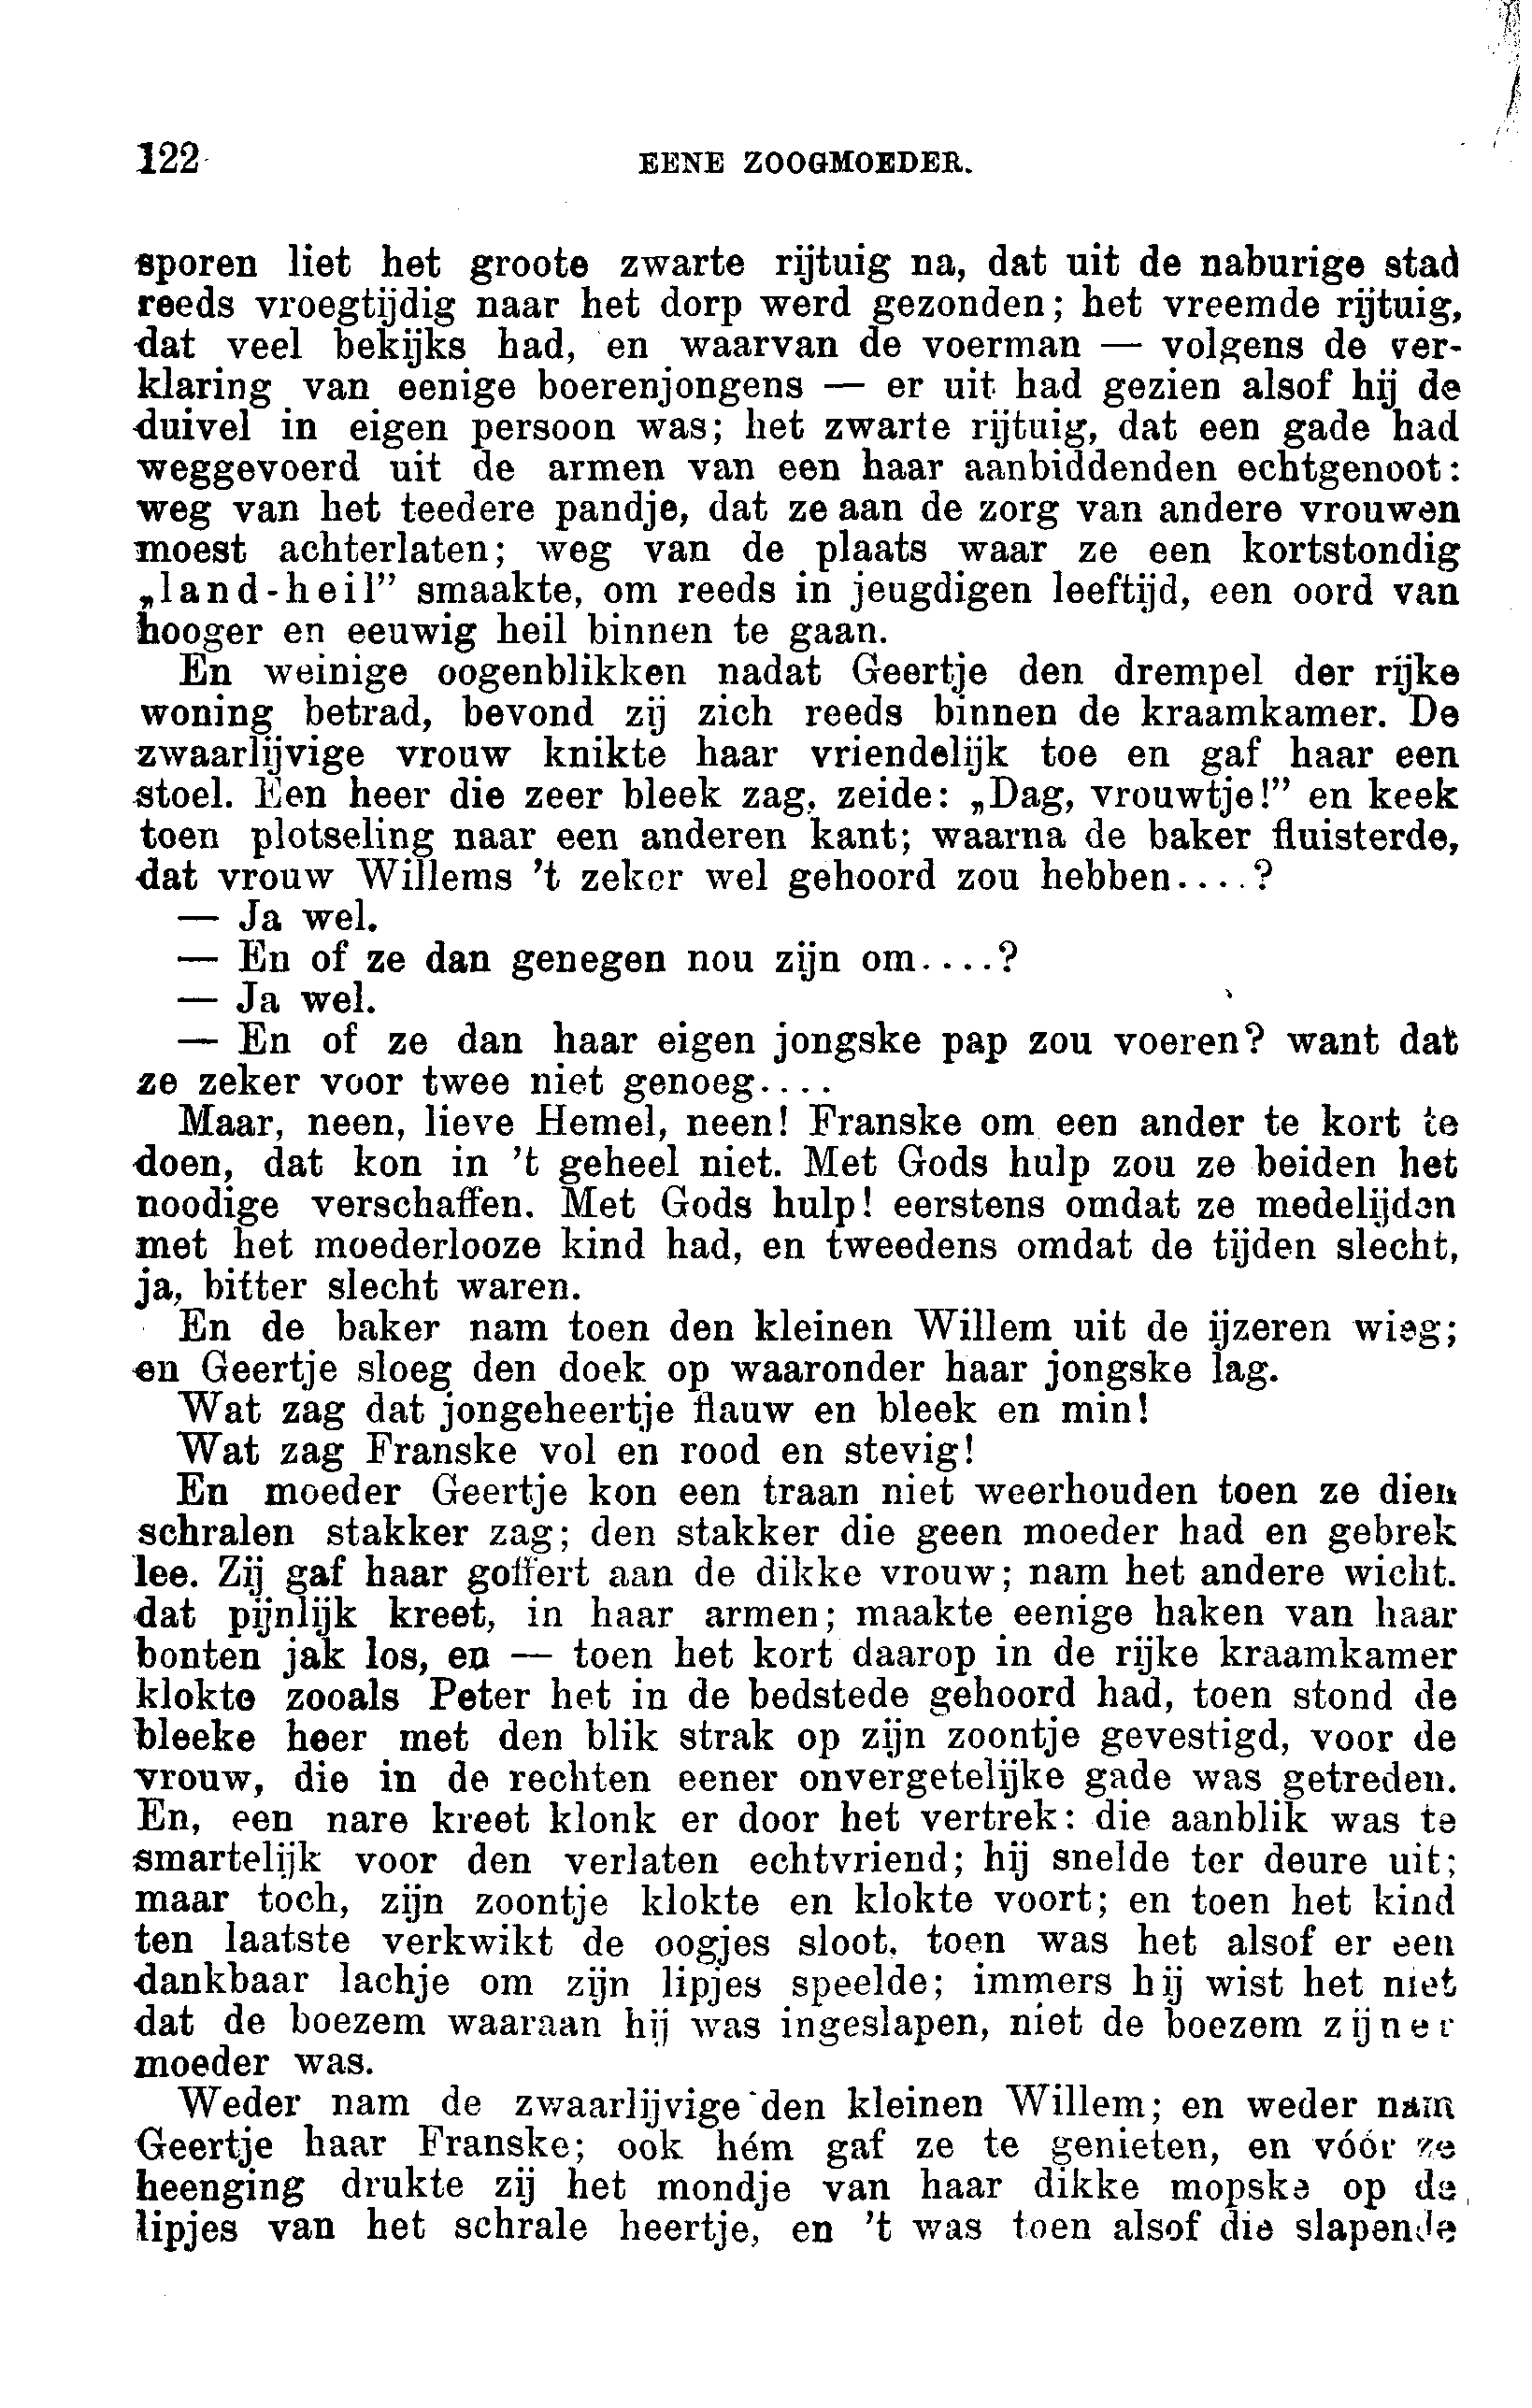 122
EENE ZOOGMOEDER.
sporen liet het groote zwarte rijtuig na, dat uit de naburige stad
reeds vroegtijdig naar het dorp werd gezonden; het vreemde rijtuig,
dat veel bekijks had, en waarvan de voerman — volgens de ver-
klaring van eenige boerenjongens — er uit had gezien alsof hij de
duivel in eigen persoon was; het zwarte rijtuig, dat een gade had
weggevoerd uit de armen van een haar aanbiddenden echtgenoot:
weg van het teedere pandje, dat ze aan de zorg van andere vrouwen
moest achterlaten; weg van de plaats waar ze een kortstondig
„land-heil” smaakte, om reeds in jeugdigen leeftijd, een oord van
hooger en eeuwig heil binnen te gaan.
En weinige oogenblikken nadat Geertje den drempel der rijke
woning betrad, bevond zij zich reeds binnen de kraamkamer. De
zwaarlijvige vrouw knikte haar vriendelijk toe en gaf haar een
stoel. Een heer die zeer bleek zag, zeide: „Dag, vrouwtje!” en keek
toen plotseling naar een anderen kant; waarna de baker fluisterde,
dat vrouw Willems 't zeker wel gehoord zou hebben....?
— Ja wel.
— En of ze dan genegen nou zijn om....?
— Ja wel.
— En of ze dan haar eigen jongske pap zou voeren? want dat
ze zeker voor twee niet genoeg....
Maar, neen, lieve Hemel, neen! Franske om een ander te kort te
doen, dat kon in 't geheel niet. Met Gods hulp zou ze beiden het
noodige verschaffen. Met Gods hulp! eerstens omdat ze medelijden
met het moederlooze kind had, en tweedens omdat de tijden slecht,
ja, bitter slecht waren.
En de baker nam toen den kleinen Willem uit de ijzeren wieg;
en Geertje sloeg den doek op waaronder haar jongske lag.
Wat zag dat jongeheertje flauw en bleek en min!
Wat zag Franske vol en rood en stevig!
En moeder Geertje kon een traan niet weerhouden toen ze dien
schralen stakker zag; den stakker die geen moeder had en gebrek
lee. Zij gaf haar goffert aan de dikke vrouw; nam het andere wicht.
dat pijnlijk kreet, in haar armen; maakte eenige haken van haar
bonten jak los, en — toen het kort daarop in de rijke kraamkamer
klokte zooals Peter het in de bedstede gehoord had, toen stond de
bleeke heer met den blik strak op zijn zoontje gevestigd, voor de
vrouw, die in de rechten eener onvergetelijke gade was getreden.
En, een nare kreet klonk er door het vertrek: die aanblik was te
smartelijk voor den verlaten echtvriend; hij snelde ter deure uit;
maar toch, zijn zoontje klokte en klokte voort; en toen het kind
ten laatste verkwikt de oogjes sloot, toen was het alsof er een
dankbaar lachje om zijn lipjes speelde; immers hij wist het niet
dat de boezem waaraan hij was ingeslapen, niet de boezem zijner
moeder was.
Weder nam de zwaarlijvige den kleinen Willem; en weder nam
Geertje haar Franske; ook hém gaf ze te genieten, en vóór ze
heenging drukte zij het mondje van haar dikke mopske op de
lipjes van het schrale heertje, en 't was toen alsof die slapende